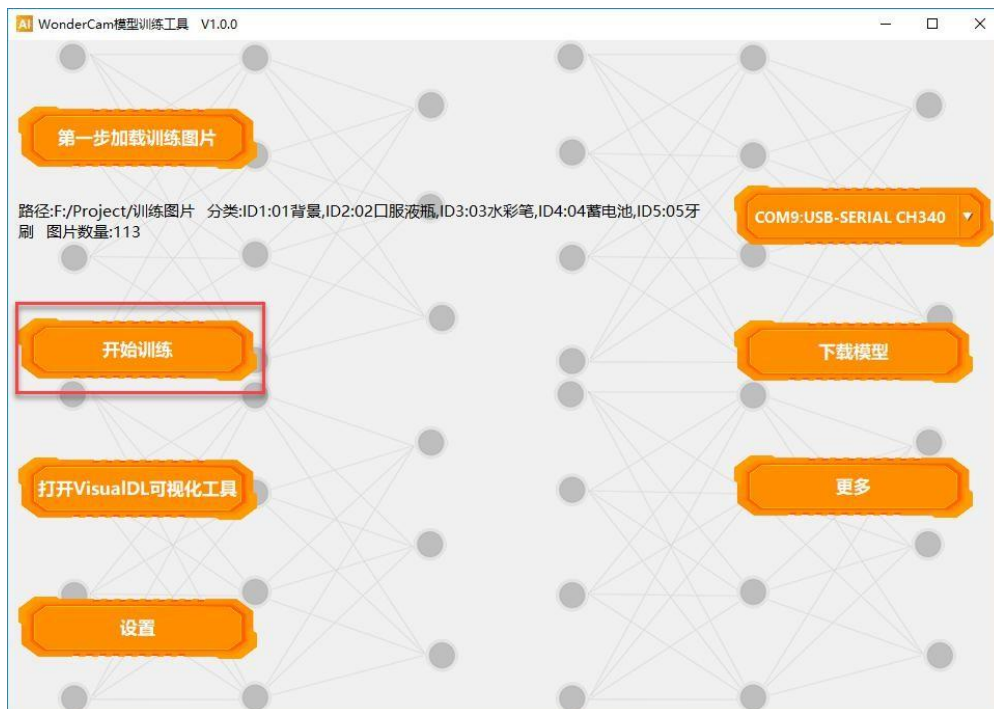 AI WonderCam模型训练工具 V1.0.0
第一步加载训练图片
路径:F:/Project/训练图片 分类:ID1:01背景,ID2:02口服液瓶,ID3:03水彩笔,ID4:04蓄电池,ID5:05牙
刷 图片数量:113
COM9:USB-SERIAL CH340
开始训练
下载模型
打开VisualDL可视化工具
更多
设置